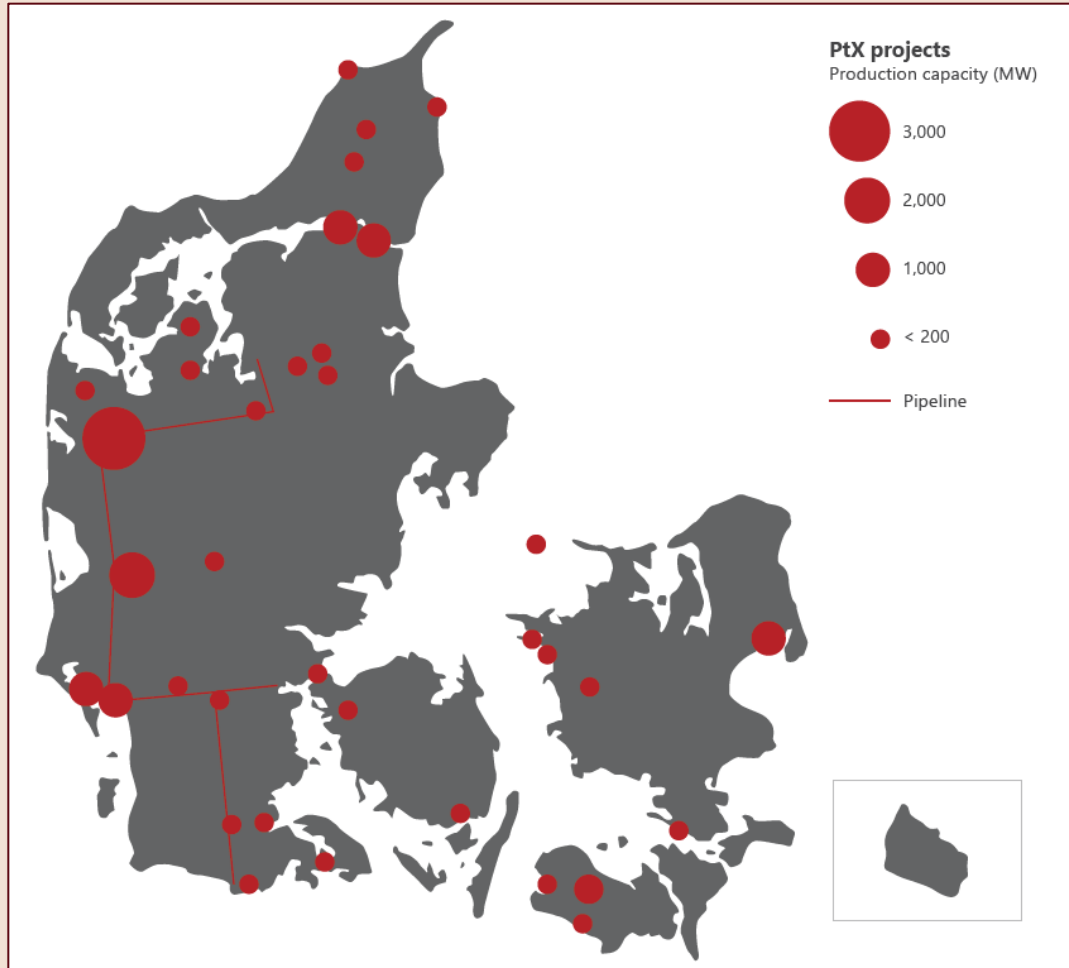 PtX projects
Production capacity (MW)
3,000
2,000
1,000
< 200
Pipeline